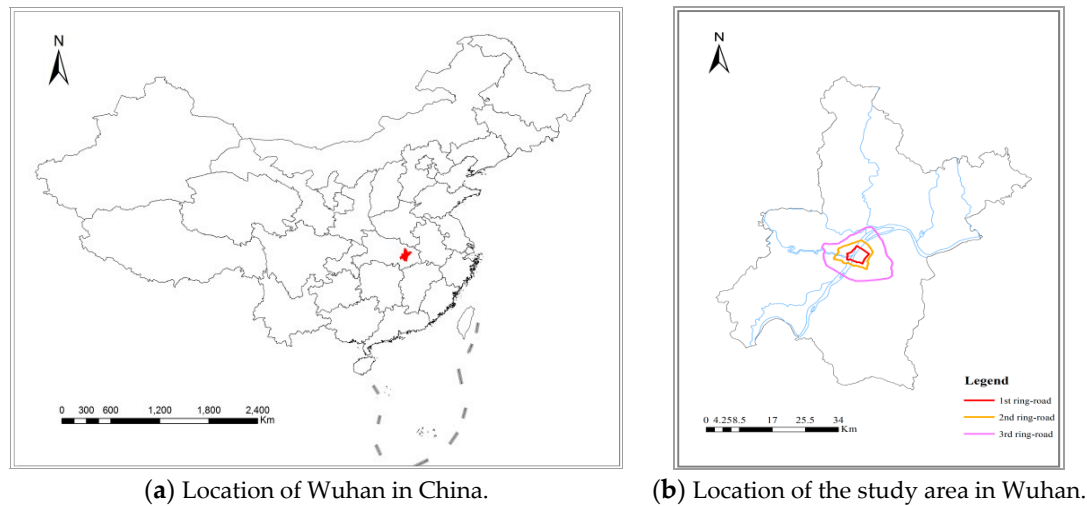 N
0 300 600 1,200 1,800 2,400
Km
(a) Location of Wuhan in China.
N
Legend
1st ring-road
2nd ring-road
3rd ring-road
0 4.258.5 17 25.5 34
Km
(b) Location of the study area in Wuhan.